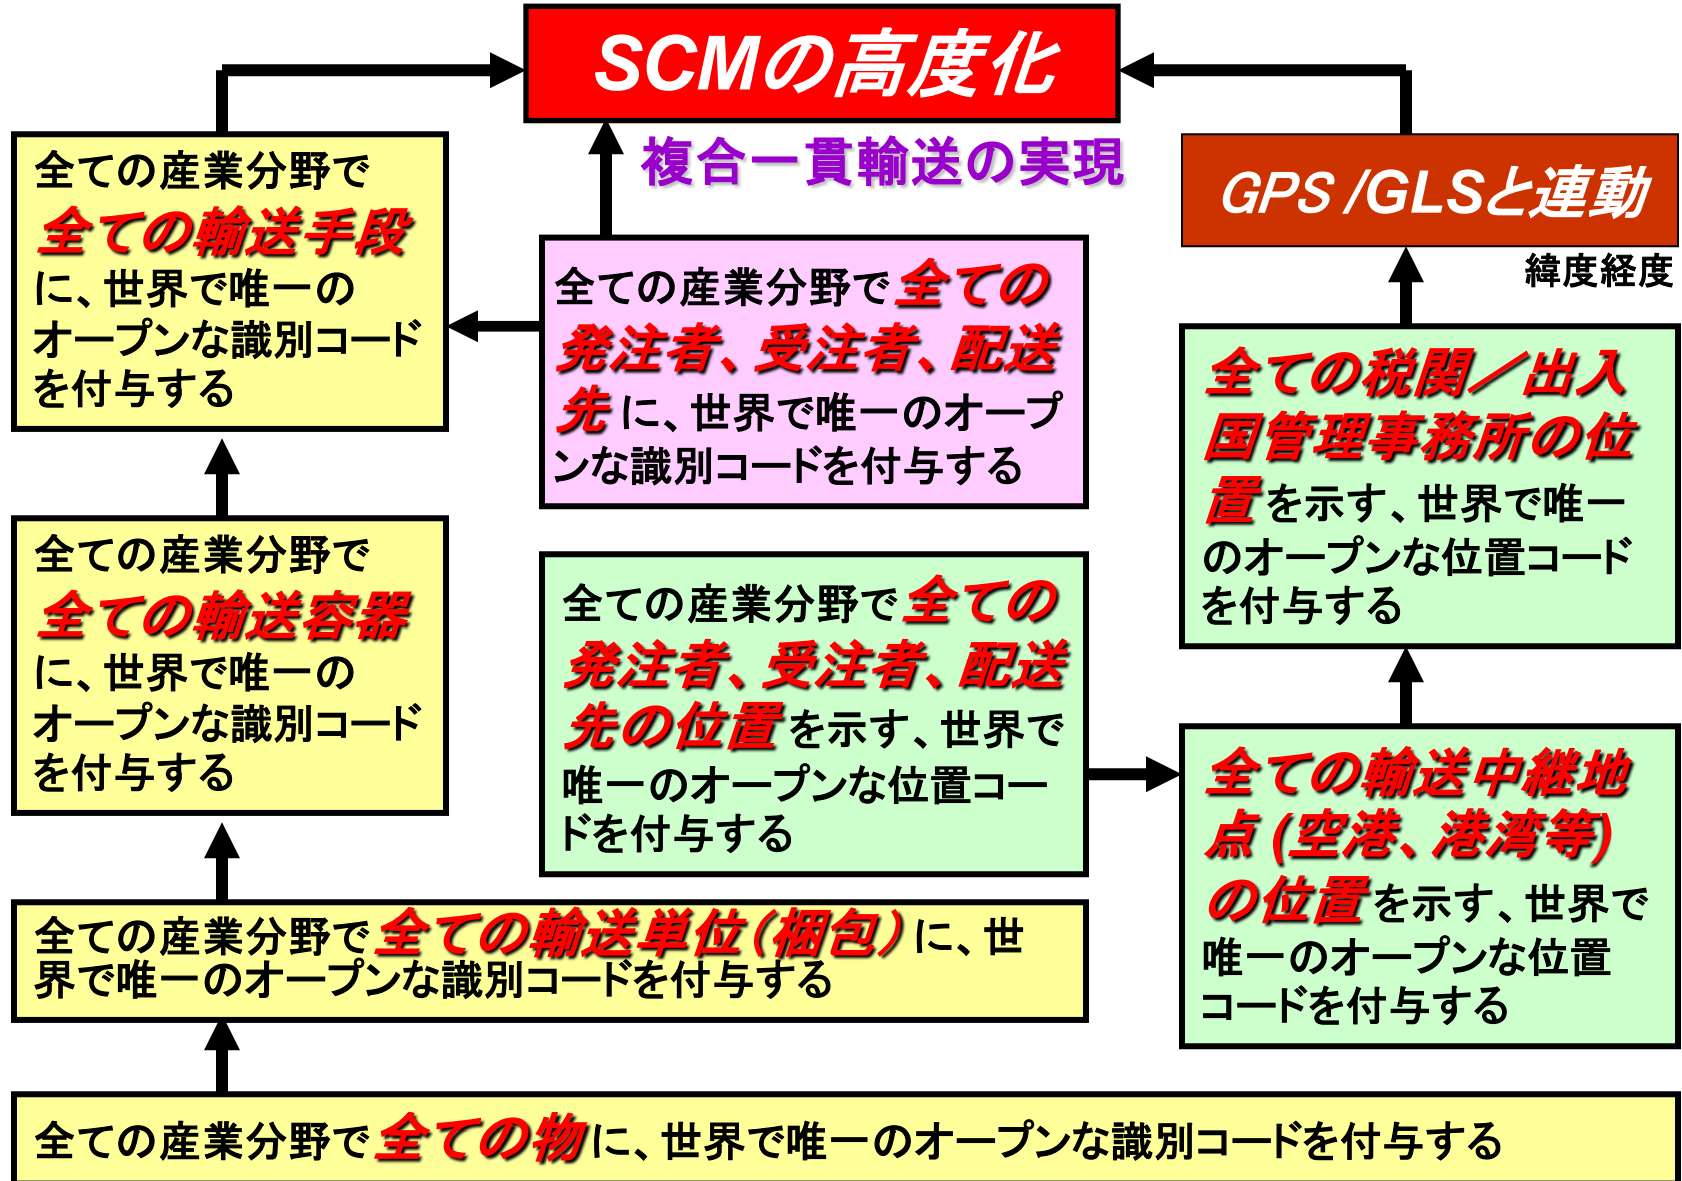 SCMの高度化
複合一貫輸送の実現
全ての産業分野で
全ての輸送手段
に、世界で唯一の
オープンな識別コード
を付与する
全ての産業分野で全ての
発注者、受注者、配送
先に、世界で唯一のオープ
ンな識別コードを付与する
GPS /GLSと連動
緯度経度
全ての税関／出入
国管理事務所の位
置を示す、世界で唯一
のオープンな位置コード
を付与する
全ての産業分野で
全ての輸送容器
に、世界で唯一の
オープンな識別コード
を付与する
全ての産業分野で全ての
発注者、受注者、配送
先の位置を示す、世界で
唯一のオープンな位置コー
ドを付与する
全ての輸送中継地
点(空港、港湾等)
の位置を示す、世界で
唯一のオープンな位置
コードを付与する
全ての産業分野で全ての輸送単位（梱包）に、世
界で唯一のオープンな識別コードを付与する
全ての産業分野で全ての物に、世界で唯一のオープンな識別コードを付与する